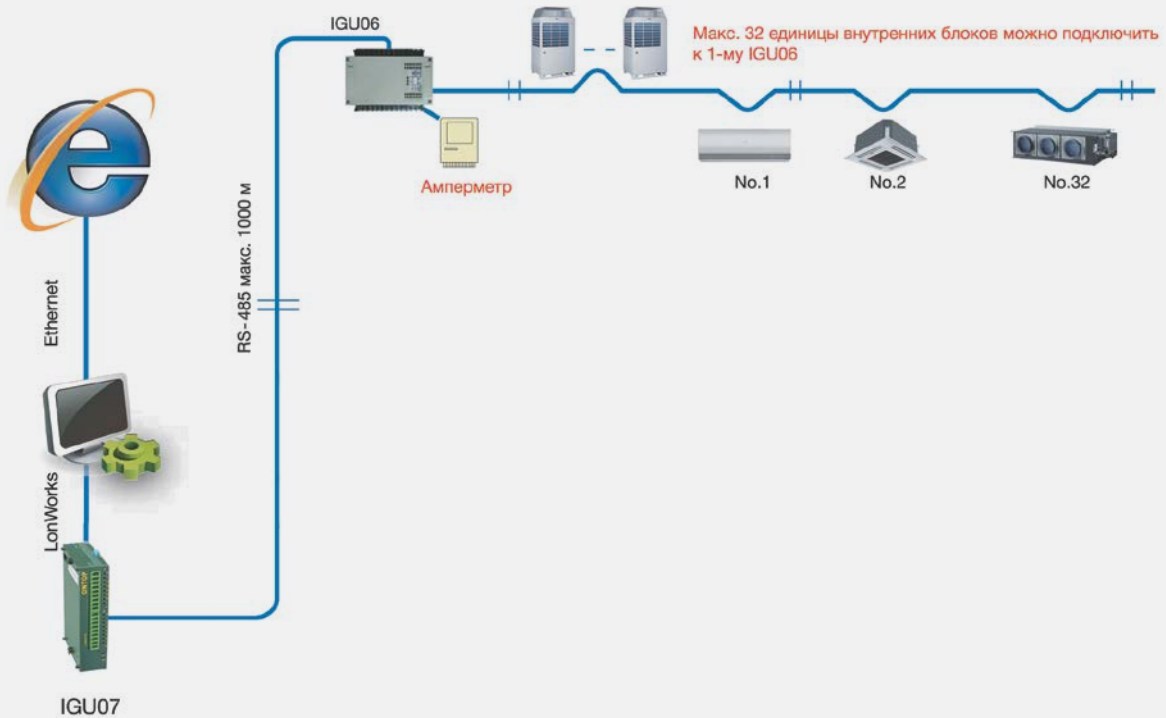 IGU06
Макс. 32 единицы внутренних блоков можно подключить
к 1-му IGU06
Амперметр
No.1
No.2
No.32
RS-485 макс. 1000 м
Ethernet
LonWorks
IGU07